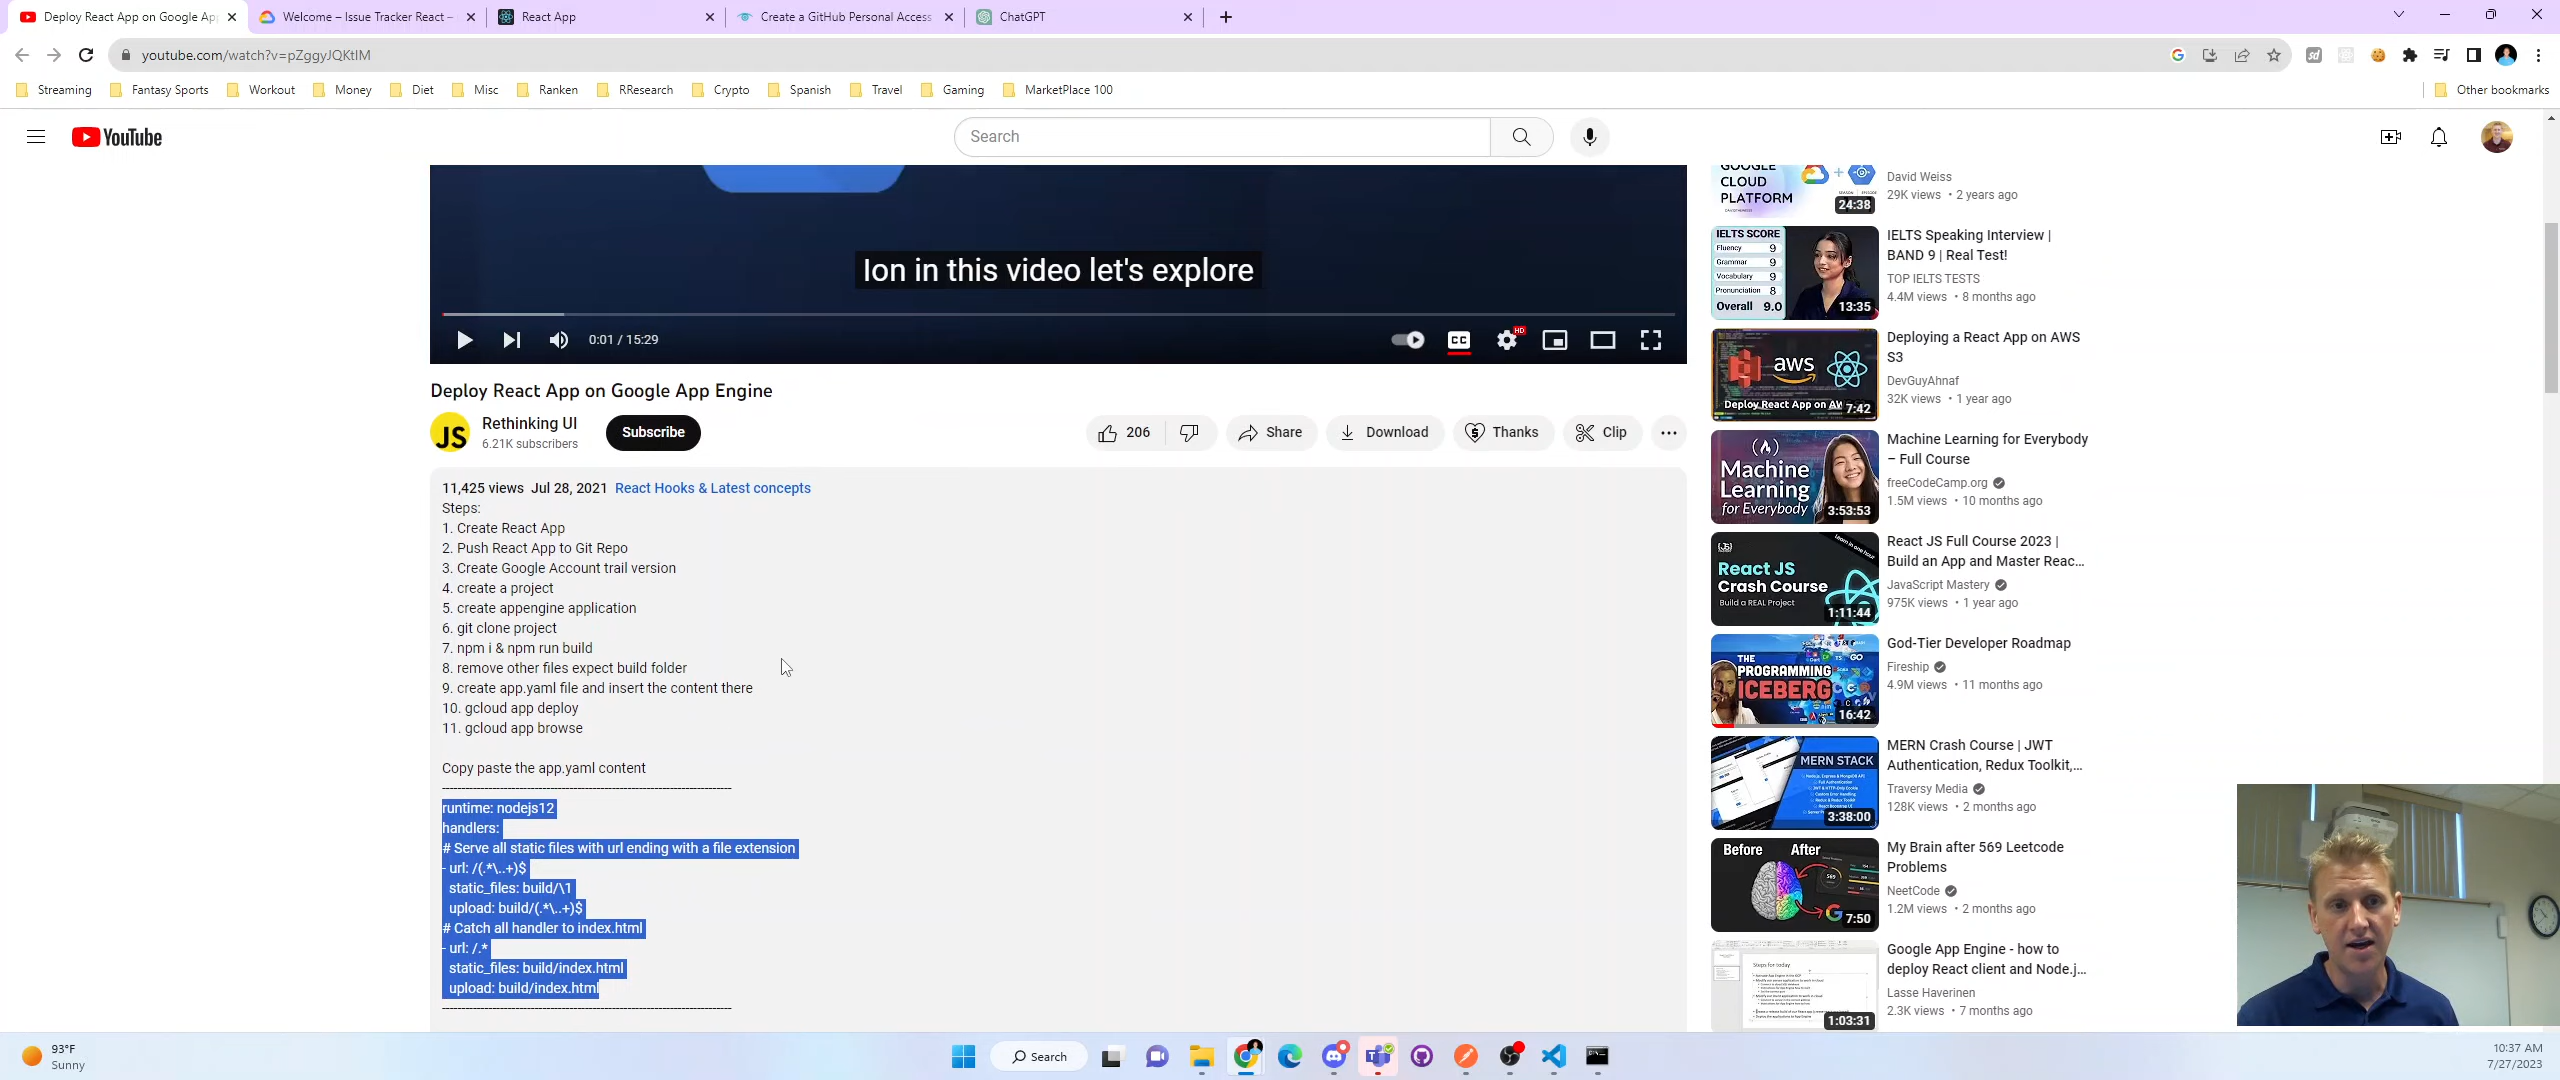 Deploy React App on Google App
Welcome – Issue Tracker React –
React App
Create a GitHub Personal Access
ChatGPT
youtube.com/watch?v=pZggyJQKtIM
Streaming
Fantasy Sports
Workout
Money
Diet
Misc
Ranken
RResearch
Crypto
Spanish
Travel
Gaming
MarketPlace 100
Other bookmarks
YouTube
Search
Ion in this video let's explore
0:01 / 15:29
CC
HD
Deploy React App on Google App Engine
JS
Rethinking UI
6.21K subscribers
Subscribe
206
Share
Download
Thanks
Clip
11,425 views Jul 28, 2021 React Hooks & Latest concepts
Steps:
1. Create React App
2. Push React App to Git Repo
3. Create Google Account trail version
4. create a project
5. create appengine application
6. git clone project
7. npm i & npm run build
8. remove other files expect build folder
9. create app.yaml file and insert the content there
10. gcloud app deploy
11. gcloud app browse
Copy paste the app.yaml content
--------------------------------------------------------------------------
runtime: nodejs12
handlers:
# Serve all static files with url ending with a file extension
- url: /(.*\..+)$
static_files: build/\1
upload: build/(.*\..+)$
# Catch all handler to index.html
- url: /.*
static_files: build/index.html
upload: build/index.html
--------------------------------------------------------------------------
GOOGLE
CLOUD
PLATFORM
24:38
David Weiss
29K views • 2 years ago
IELTS SCORE
Fluency 9
Grammar 9
Vocabulary 9
Pronunciation 8
Overall 9.0
13:35
IELTS Speaking Interview |
BAND 9 | Real Test!
TOP IELTS TESTS
4.4M views • 8 months ago
aws
Deploy React App on AW
7:42
Deploying a React App on AWS
S3
DevGuyAhnaf
32K views • 1 year ago
Machine
Learning
for Everybody
3:53:53
Machine Learning for Everybody
– Full Course
freeCodeCamp.org
1.5M views • 10 months ago
React JS
Crash Course
Build a REAL Project
Learn in one hour
1:11:44
React JS Full Course 2023 |
Build an App and Master Reac...
JavaScript Mastery
975K views • 1 year ago
THE
PROGRAMMING
ICEBERG
16:42
God-Tier Developer Roadmap
Fireship
4.9M views • 11 months ago
MERN STACK
3:38:00
MERN Crash Course | JWT
Authentication, Redux Toolkit,...
Traversy Media
128K views • 2 months ago
Before
After
7:50
My Brain after 569 Leetcode
Problems
NeetCode
1.2M views • 2 months ago
Steps for today
1:03:31
Google App Engine - how to
deploy React client and Node.j...
Lasse Haverinen
2.3K views • 7 months ago
93°F
Sunny
Search
10:37 AM
7/27/2023